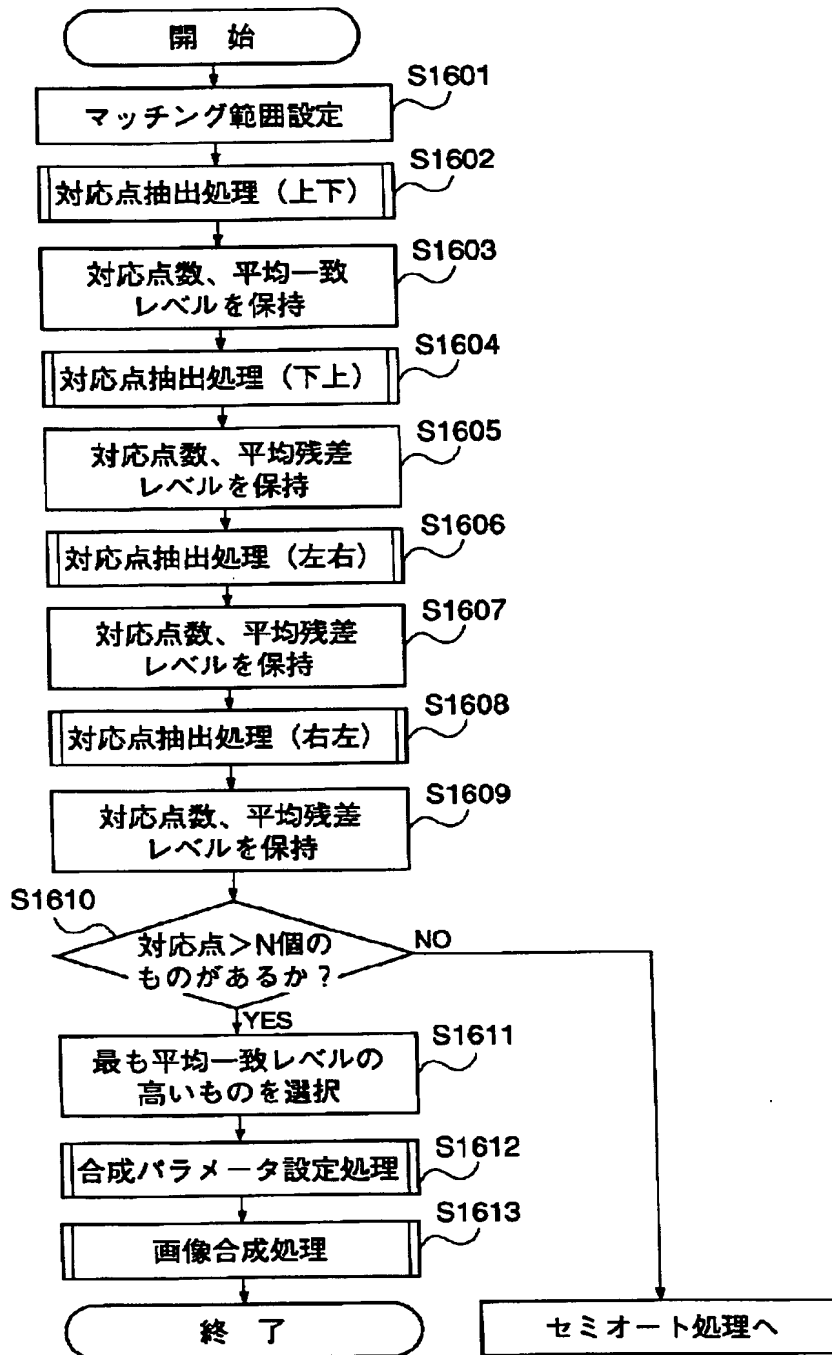 開 始
S1601
マッチング範囲設定
S1602
対応点抽出処理（上下）
S1603
対応点数、平均一致
レベルを保持
S1604
対応点抽出処理（下上）
S1605
対応点数、平均残差
レベルを保持
S1606
対応点抽出処理（左右）
S1607
対応点数、平均残差
レベルを保持
S1608
対応点抽出処理（右左）
S1609
対応点数、平均残差
レベルを保持
S1610
対応点＞N個の
ものがあるか？
NO
YES
S1611
最も平均一致レベルの
高いものを選択
S1612
合成パラメータ設定処理
S1613
画像合成処理
終 了
セミオート処理へ